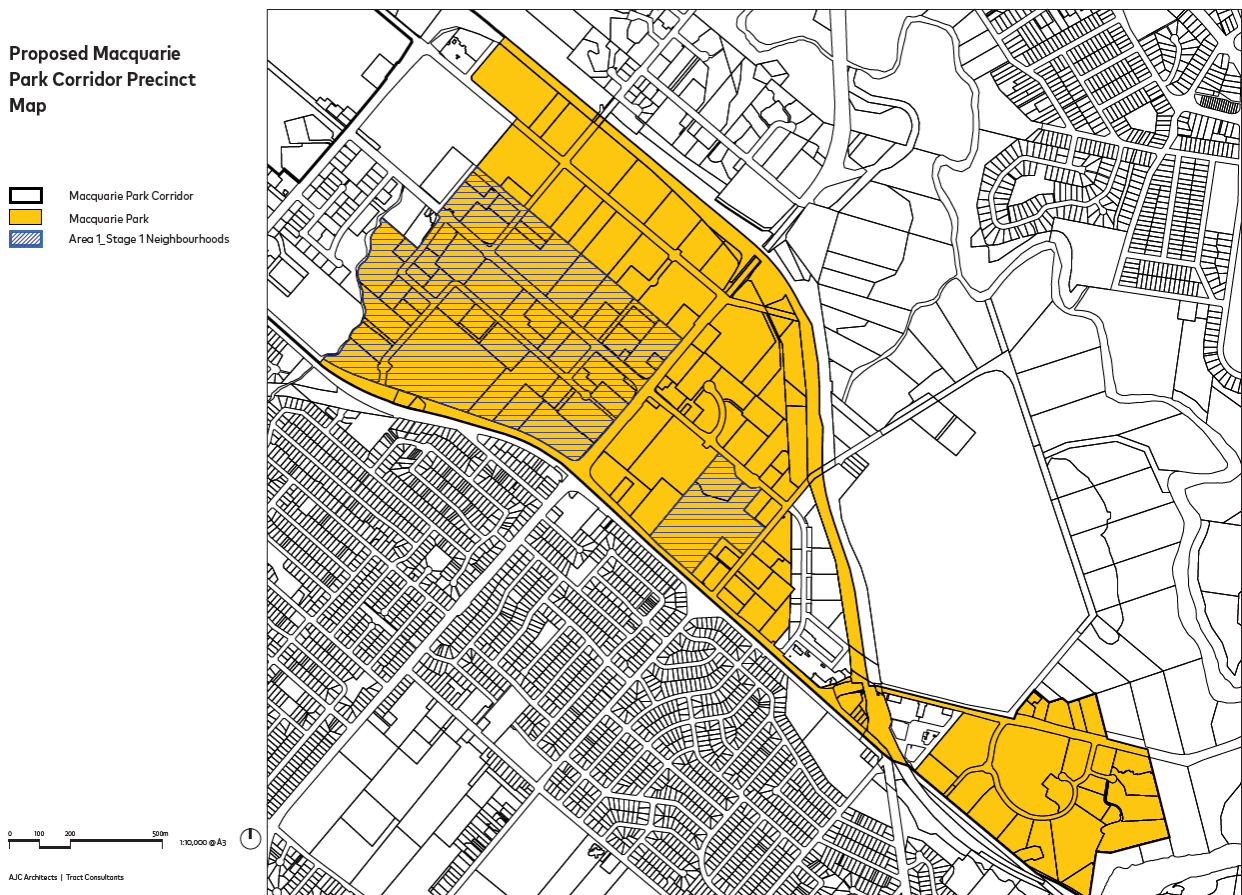 Proposed Macquarie
Park Corridor Precinct
Map
Macquarie Park Corridor
Macquarie Park
Area 1_Stage 1 Neighbourhoods
0 100 200 500m
1:10,000 @A3
AJC Architects | Tract Consultants